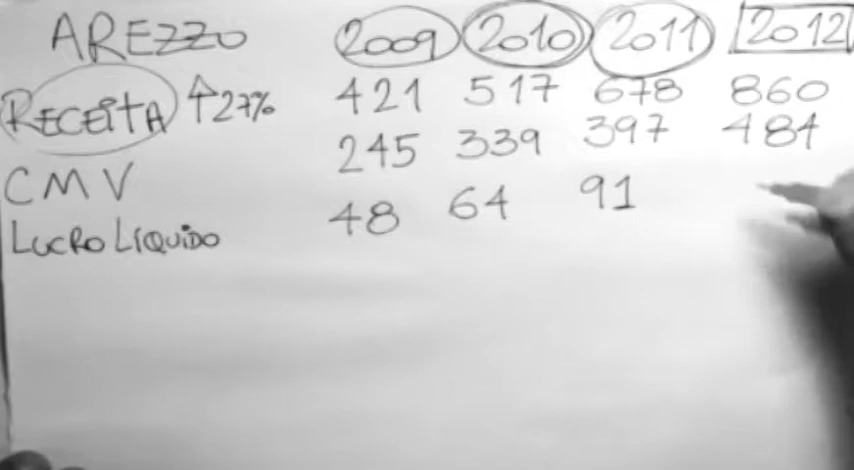 AREZZO 2009 2010 2011 2012
RECEITA ↑27% 421 517 678 860
CMV 245 339 397 484
LUCRO LÍQUIDO 48 64 91